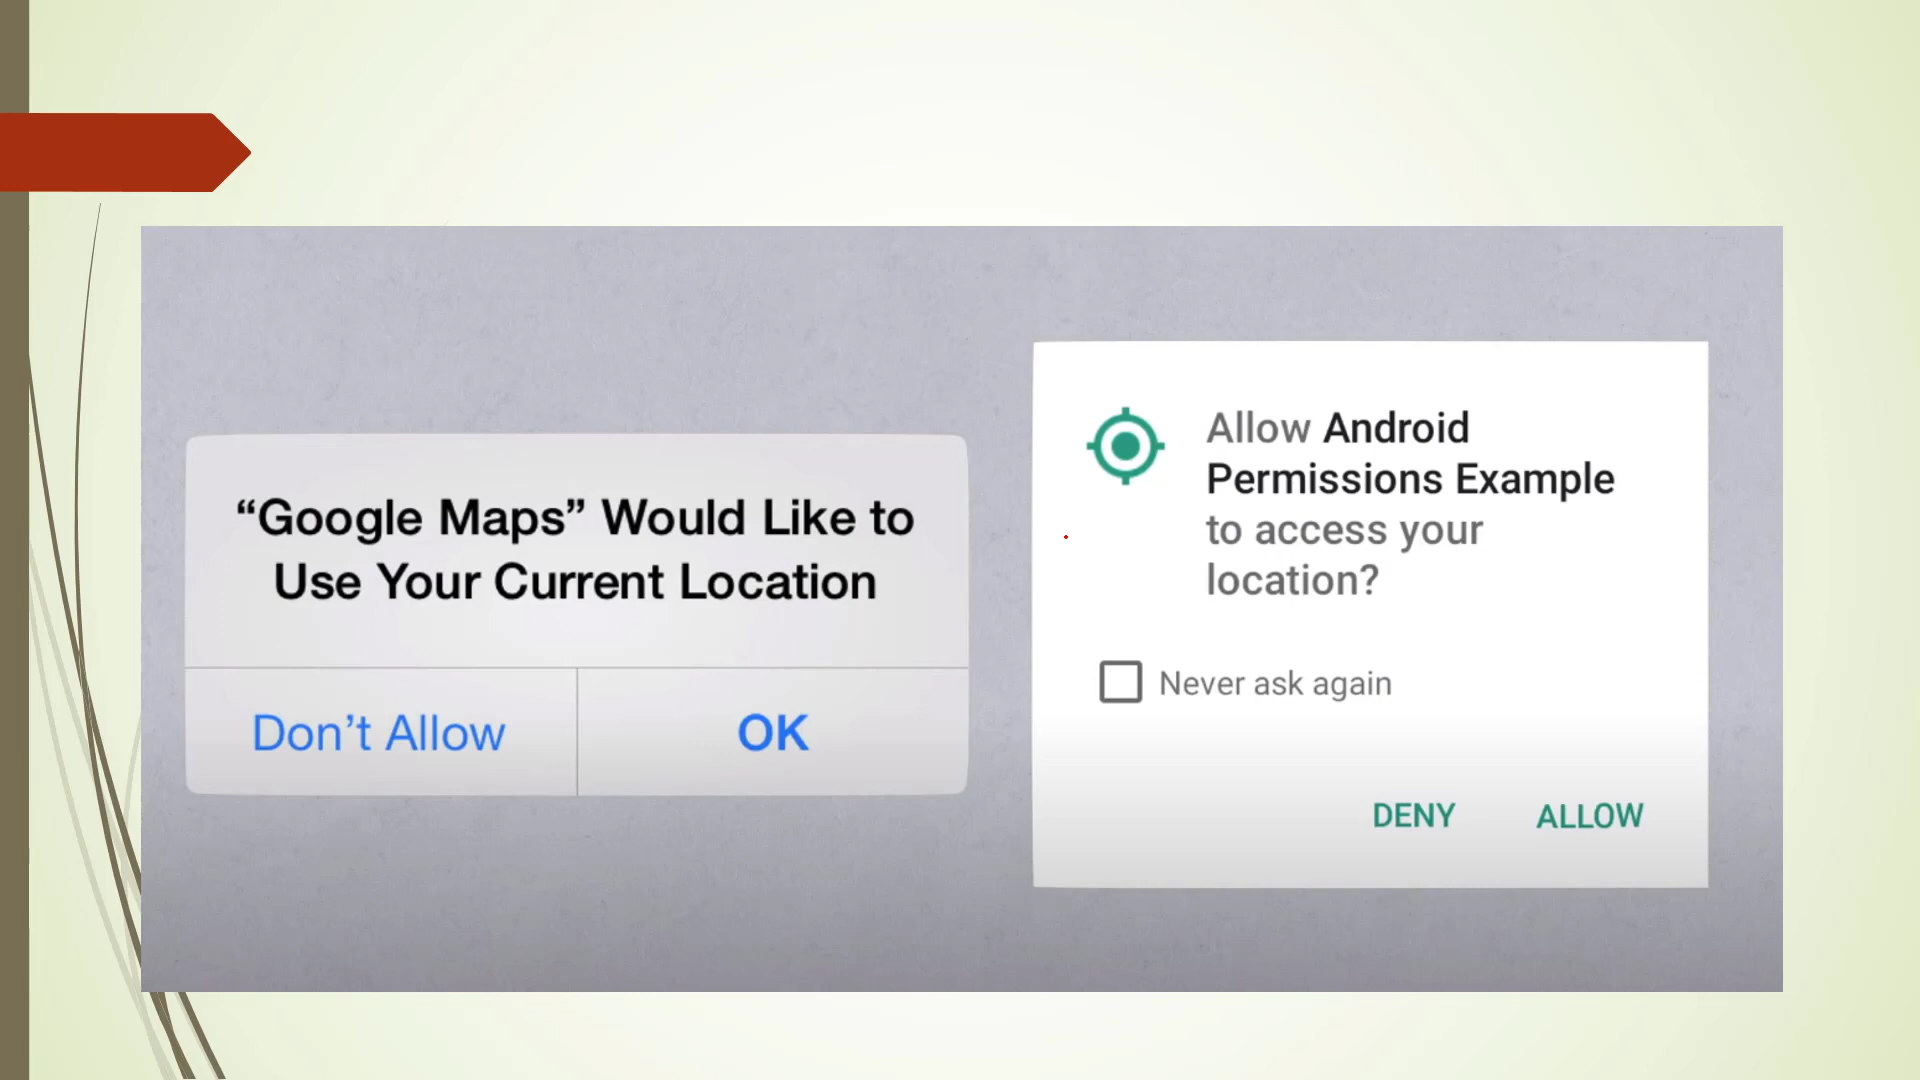 “Google Maps” Would Like to
Use Your Current Location
Don’t Allow
OK
Allow Android
Permissions Example
to access your
location?
Never ask again
DENY
ALLOW